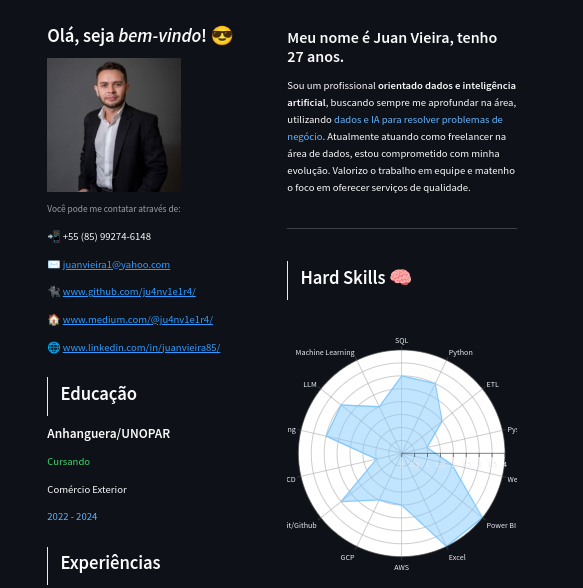 Olá, seja bem-vindo! 😎
Você pode me contatar através de:
📲 +55 (85) 99274-6148
✉️ juanvieira1@yahoo.com
🐈‍⬛ www.github.com/ju4nv1e1r4/
🏠 www.medium.com/@ju4nv1e1r4/
🌐 www.linkedin.com/in/juanvieira85/
Educação
Anhanguera/UNOPAR
Cursando
Comércio Exterior
2022 - 2024
Experiências
Meu nome é Juan Vieira, tenho
27 anos.
Sou um profissional orientado dados e inteligência
artificial, buscando sempre me aprofundar na área,
utilizando dados e IA para resolver problemas de
negócio. Atualmente atuando como freelancer na
área de dados, estou comprometido com minha
evolução. Valorizo o trabalho em equipe e matenho
o foco em oferecer serviços de qualidade.
Hard Skills 🧠
SQL
Machine Learning
Python
LLM
ETL
ng
Pys
CD
We
it/Github
Power BI
GCP
Excel
AWS